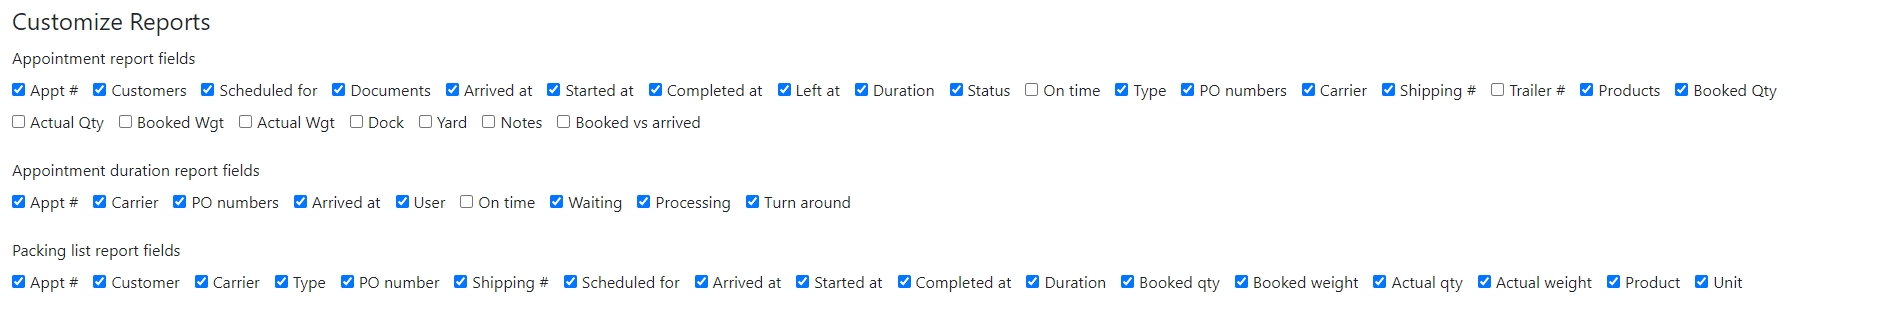 Customize Reports
Appointment report fields
Appt # Customers Scheduled for Documents Arrived at Started at Completed at Left at Duration Status On time Type PO numbers Carrier Shipping # Trailer # Products Booked Qty
Actual Qty Booked Wgt Actual Wgt Dock Yard Notes Booked vs arrived
Appointment duration report fields
Appt # Carrier PO numbers Arrived at User On time Waiting Processing Turn around
Packing list report fields
Appt # Customer Carrier Type PO number Shipping # Scheduled for Arrived at Started at Completed at Duration Booked qty Booked weight Actual qty Actual weight Product Unit